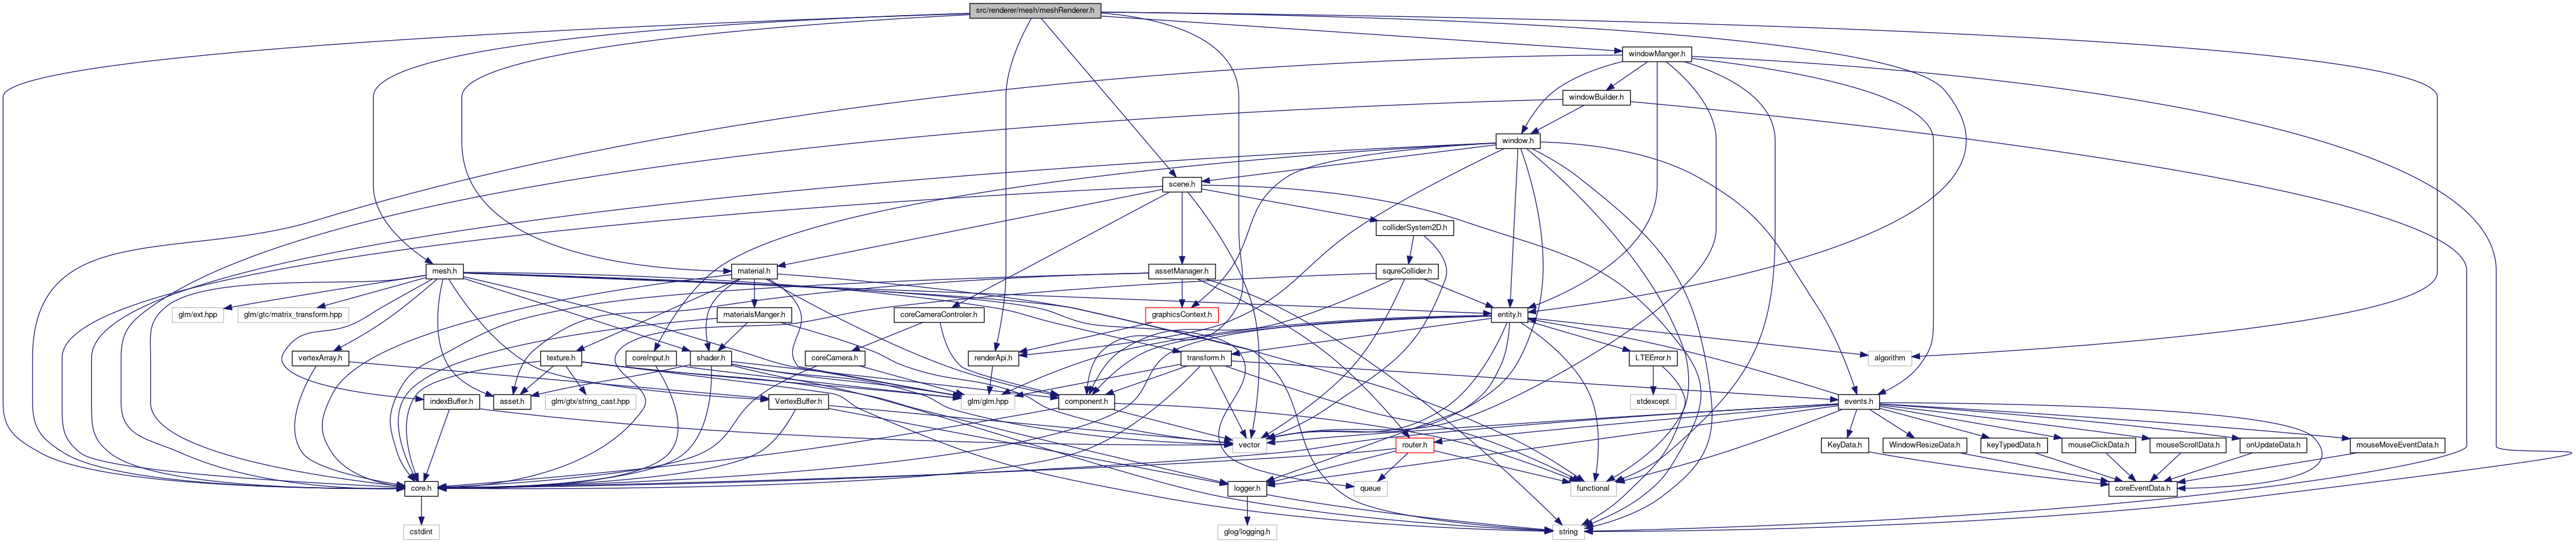 src/renderer/mesh/meshRenderer.h
windowManger.h
windowBuilder.h
window.h
scene.h
colliderSystem2D.h
mesh.h
material.h
assetManager.h
squreCollider.h
glm/ext.hpp
glm/gtc/matrix_transform.hpp
materialsManger.h
coreCameraControler.h
graphicsContext.h
entity.h
vertexArray.h
texture.h
coreInput.h
shader.h
coreCamera.h
renderApi.h
transform.h
LTEError.h
algorithm
indexBuffer.h
asset.h
glm/gtx/string_cast.hpp
VertexBuffer.h
glm/glm.hpp
component.h
stdexcept
events.h
vector
router.h
KeyData.h
WindowResizeData.h
keyTypedData.h
mouseClickData.h
mouseScrollData.h
onUpdateData.h
mouseMoveEventData.h
core.h
logger.h
queue
functional
coreEventData.h
cstdint
glog/logging.h
string